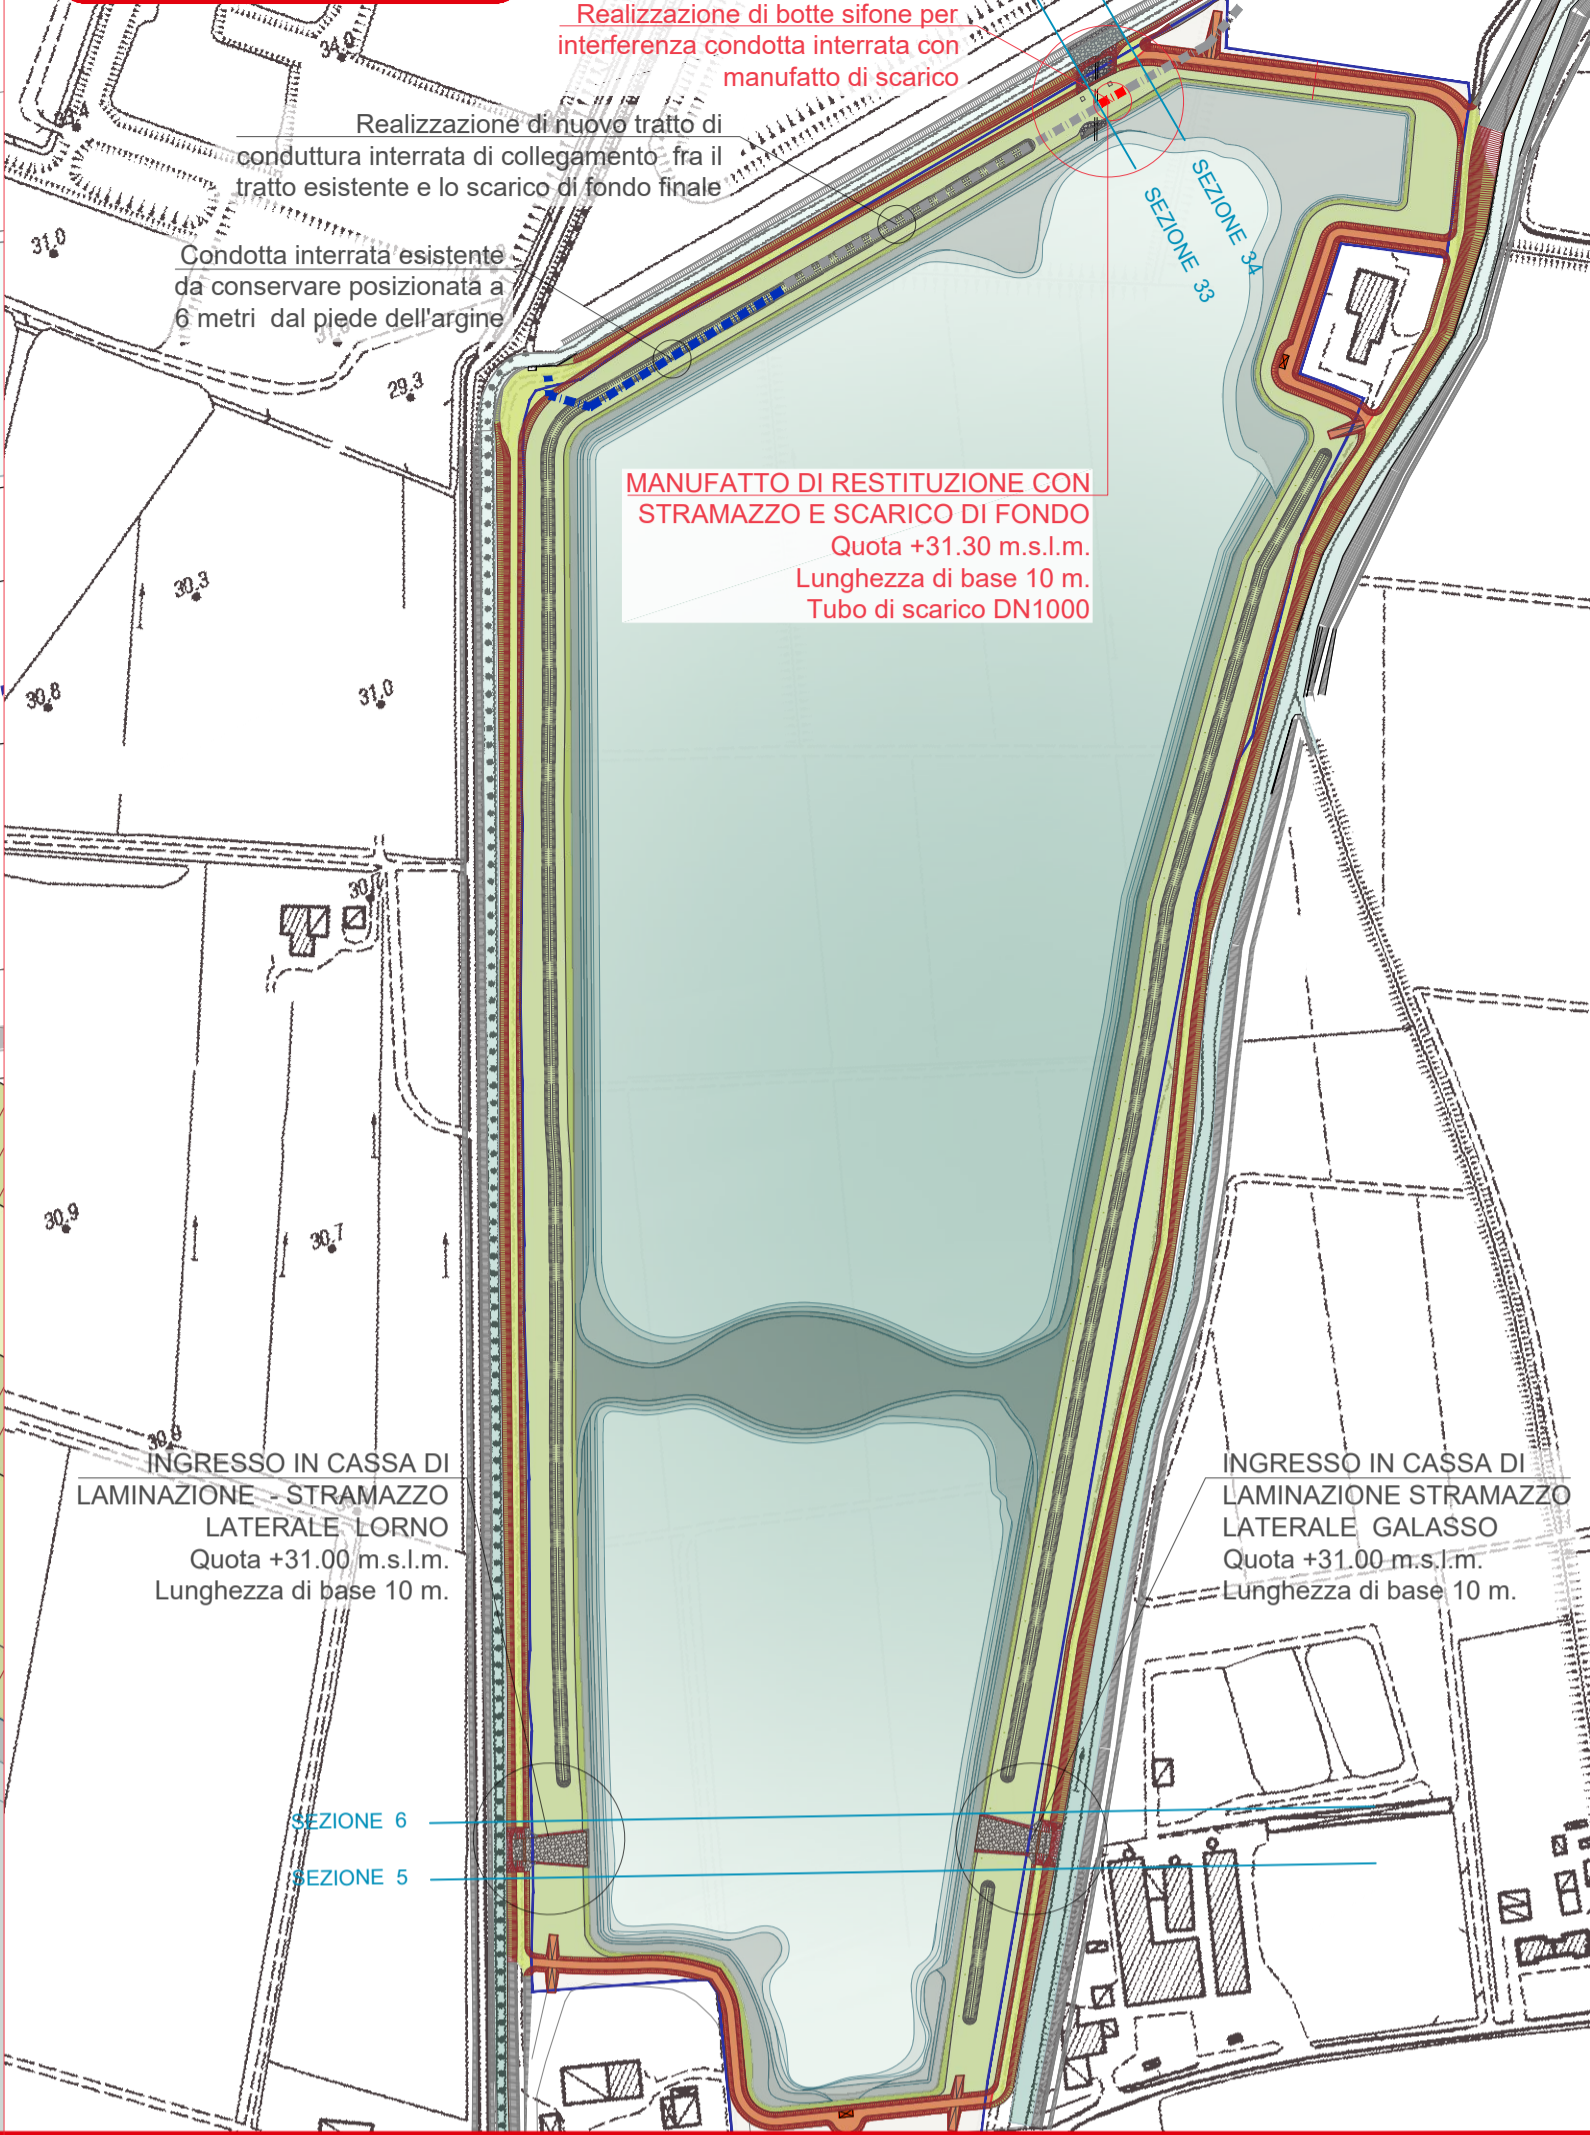 Realizzazione di botte sifone per
interferenza condotta interrata con
manufatto di scarico
Realizzazione di nuovo tratto di
conduttura interrata di collegamento fra il
tratto esistente e lo scarico di fondo finale
Condotta interrata esistente
da conservare posizionata a
6 metri dal piede dell'argine
SEZIONE 34
SEZIONE 33
34,0
31,0
29,3
MANUFATTO DI RESTITUZIONE CON
STRAMAZZO E SCARICO DI FONDO
Quota +31.30 m.s.l.m.
Lunghezza di base 10 m.
Tubo di scarico DN1000
30,3
30,8
31,0
30,9
30,7
30,9
INGRESSO IN CASSA DI
LAMINAZIONE - STRAMAZZO
LATERALE LORNO
Quota +31.00 m.s.l.m.
Lunghezza di base 10 m.
INGRESSO IN CASSA DI
LAMINAZIONE STRAMAZZO
LATERALE GALASSO
Quota +31.00 m.s.l.m.
Lunghezza di base 10 m.
SEZIONE 6
SEZIONE 5